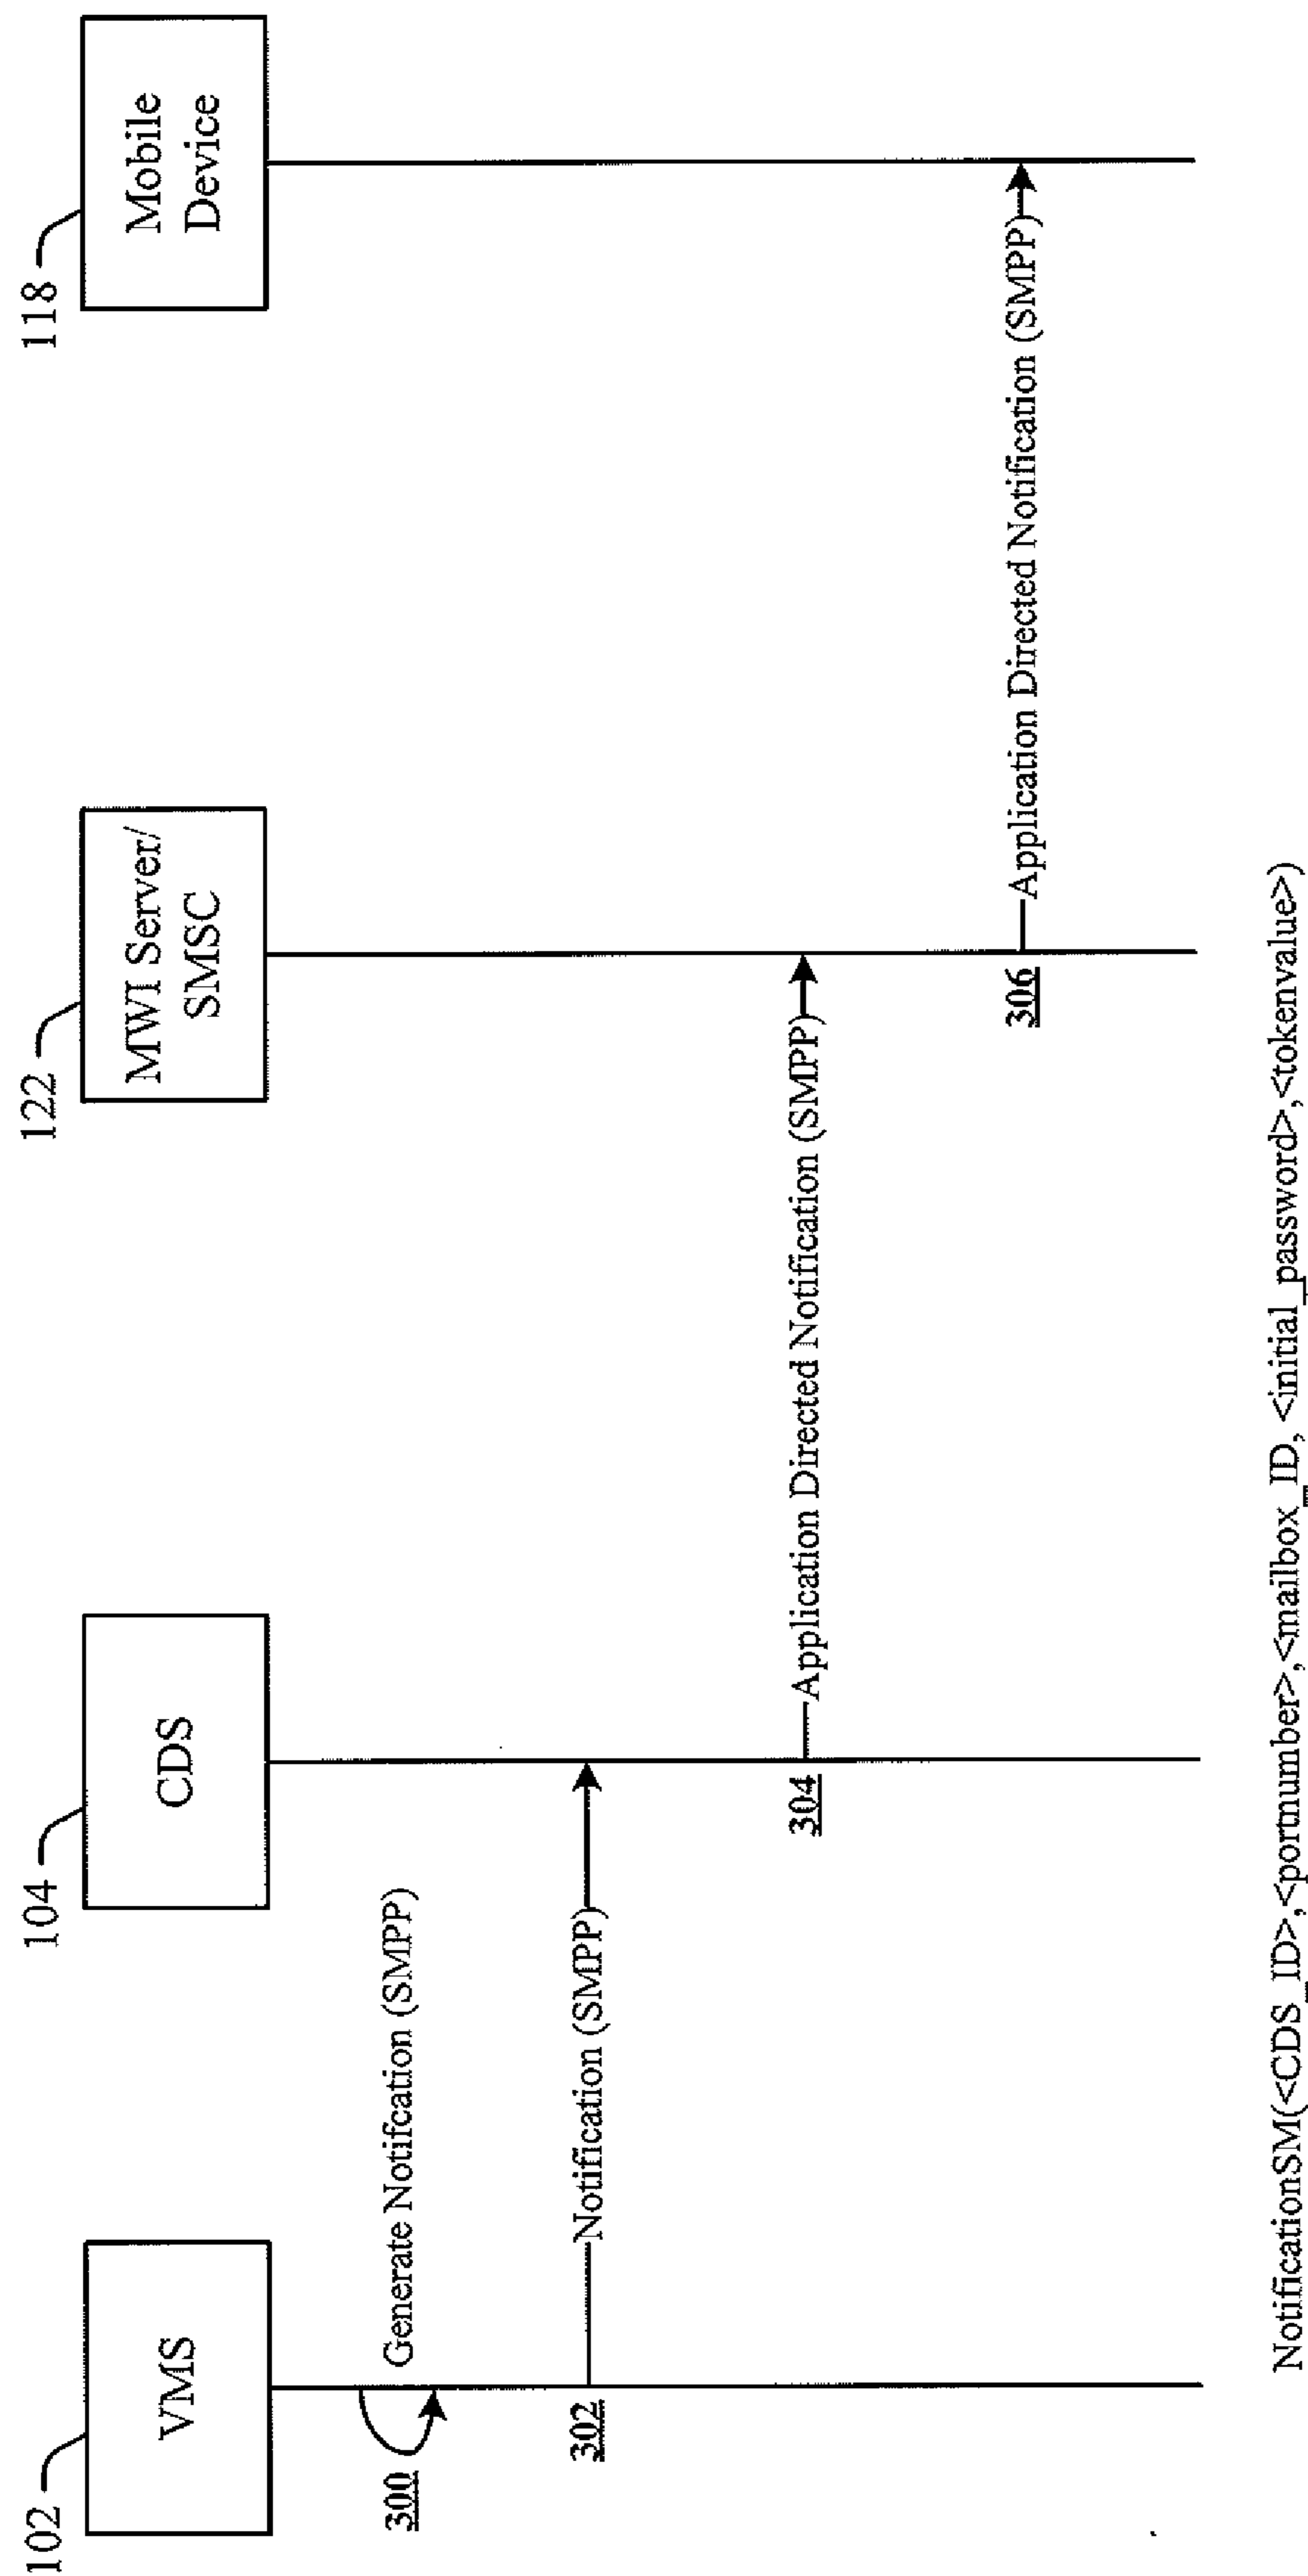 102
VMS
104
CDS
122
MWI Server/
SMSC
118
Mobile
Device
300
Generate Notifcation (SMPP)
302
Notification (SMPP)
304
Application Directed Notification (SMPP)
306
Application Directed Notification (SMPP)
NotificationSM(<CDS_ID>,<portnumber>,<mailbox_ID, <initial_password>,<tokenvalue>)